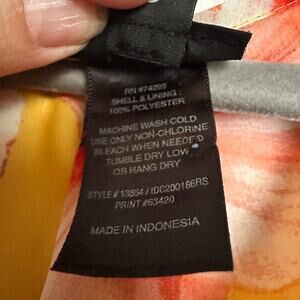 RN #74299
SHELL & LINING :
100% POLYESTER
MACHINE WASH COLD
USE ONLY NON-CHLORINE
BLEACH WHEN NEEDED
TUMBLE DRY LOW
OR HANG DRY
STYLE # 13854 / IDC200186RS
PRINT #63420
MADE IN INDONESIA